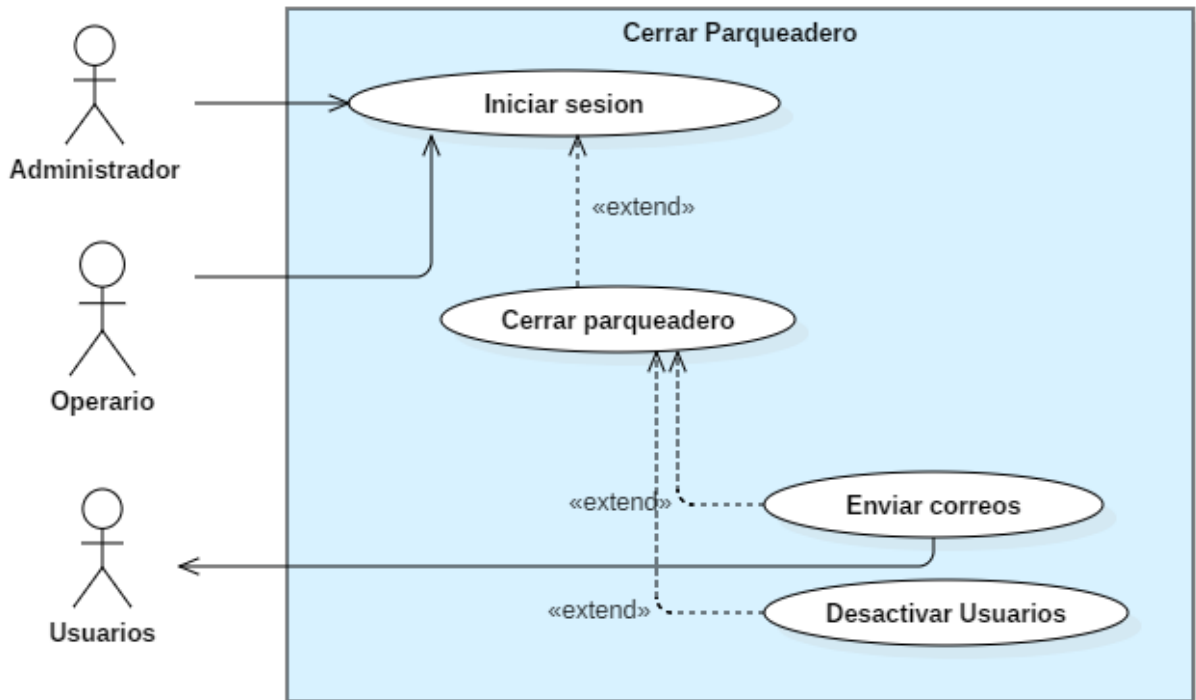 Cerrar Parqueadero
Iniciar sesion
Administrador
«extend»
Cerrar parqueadero
Operario
«extend»
Enviar correos
Usuarios
«extend»
Desactivar Usuarios